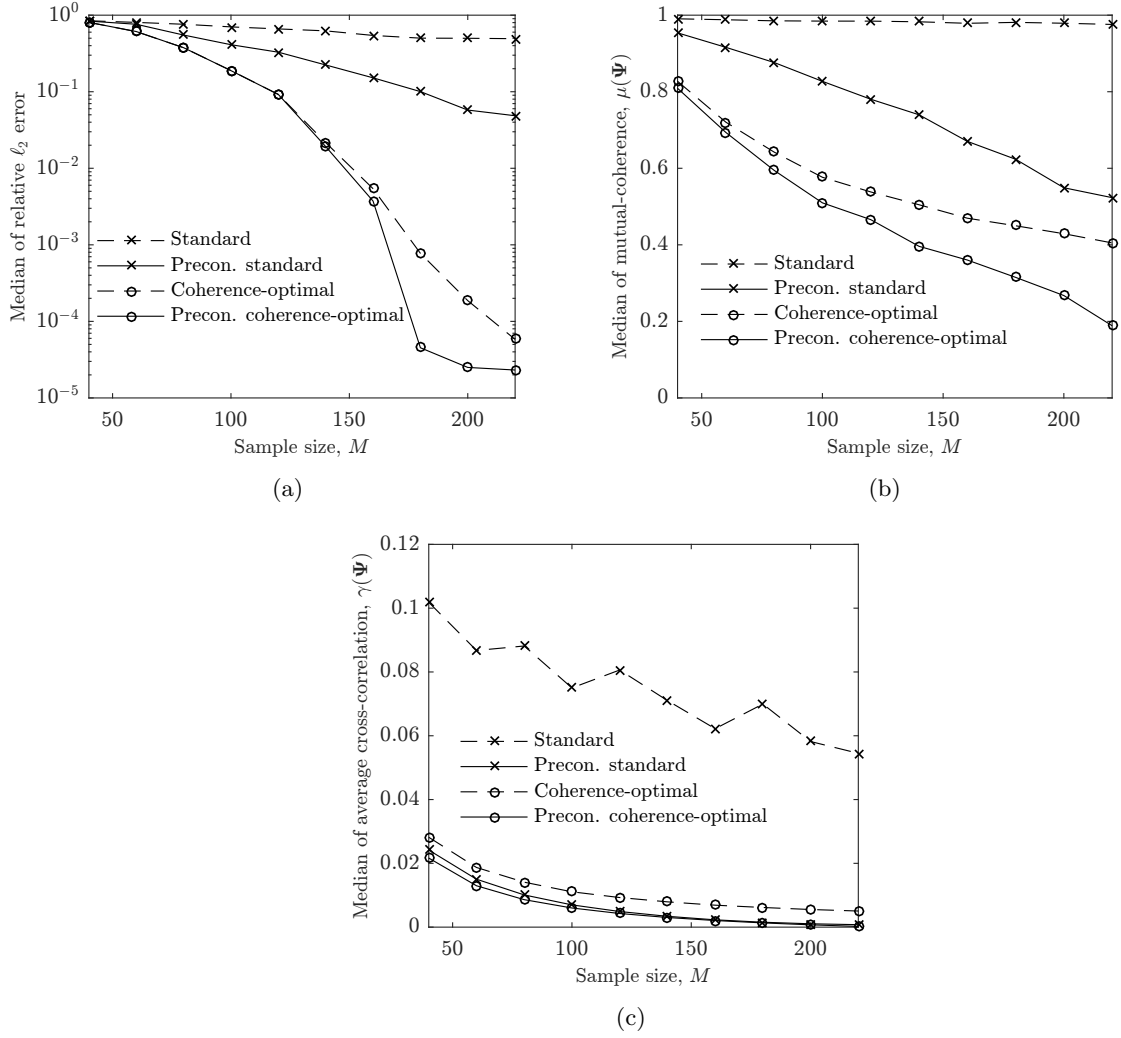 10^0
10^{-1}
10^{-2}
10^{-3}
10^{-4}
10^{-5}
Median of relative ℓ_2 error
Standard
Precon. standard
Coherence-optimal
Precon. coherence-optimal
50 100 150 200
Sample size, M
(a)
1
0.8
0.6
0.4
0.2
0
Median of mutual-coherence, μ(Ψ)
Standard
Precon. standard
Coherence-optimal
Precon. coherence-optimal
50 100 150 200
Sample size, M
(b)
0.12
0.1
0.08
0.06
0.04
0.02
0
Median of average cross-correlation, γ(Ψ)
Standard
Precon. standard
Coherence-optimal
Precon. coherence-optimal
50 100 150 200
Sample size, M
(c)